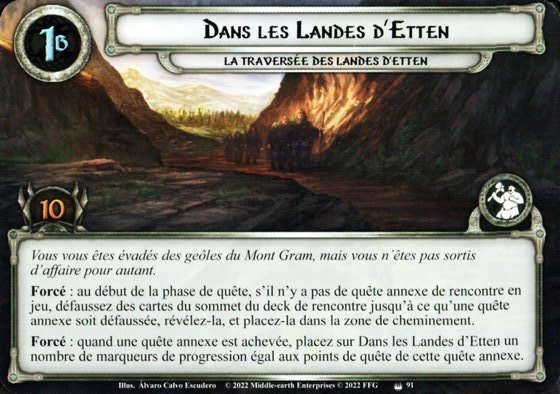 1B
Dans les Landes d'Etten
La traversée des Landes d'Etten
10
Vous vous êtes évadés des geôles du Mont Gram, mais vous n'êtes pas sortis
d'affaire pour autant.
Forcé : au début de la phase de quête, s'il n'y a pas de quête annexe de rencontre en
jeu, défaussez des cartes du sommet du deck de rencontre jusqu'à ce qu'une quête
annexe soit défaussée, révélez-la, et placez-la dans la zone de cheminement.
Forcé : quand une quête annexe est achevée, placez sur Dans les Landes d'Etten un
nombre de marqueurs de progression égal aux points de quête de cette quête annexe.
Illus. Álvaro Calvo Escudero © 2022 Middle-earth Enterprises © 2022 FFG 91